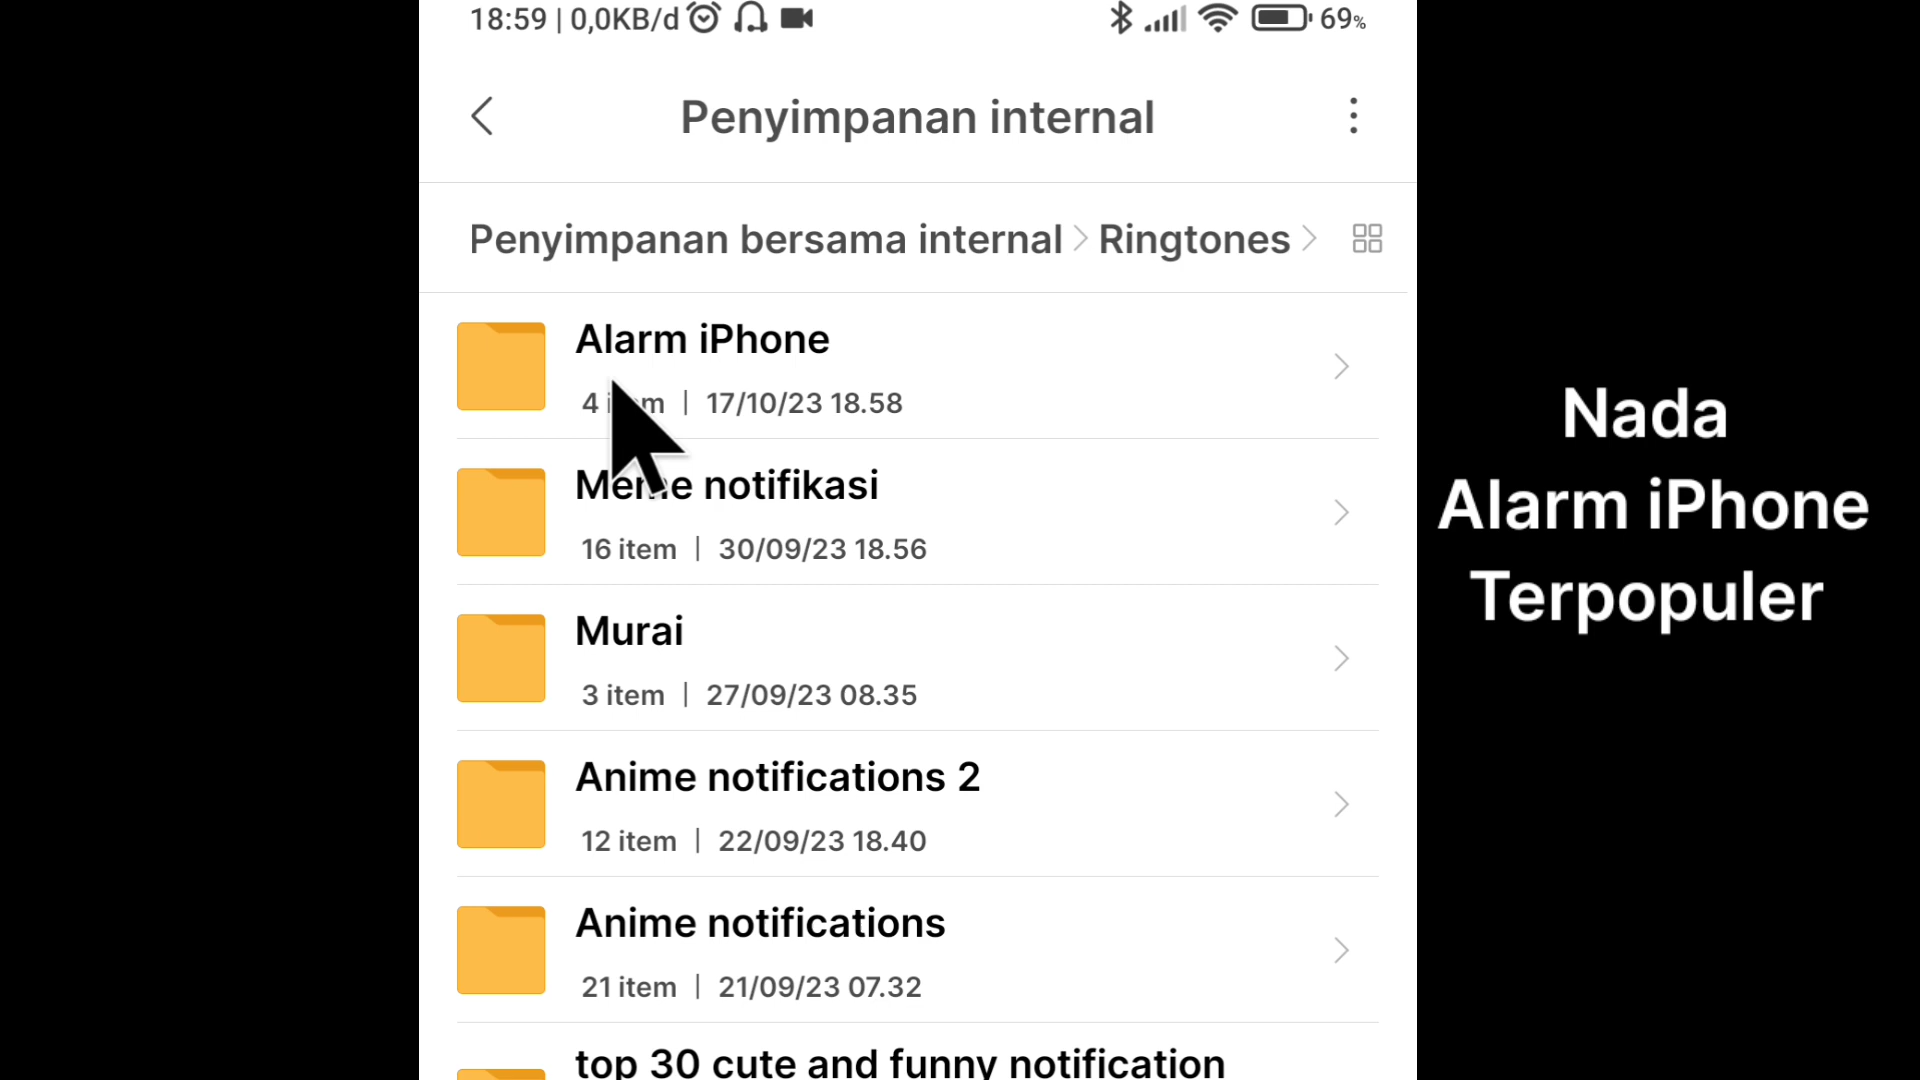 18:59 | 0,0KB/d 69%
Penyimpanan internal
Penyimpanan bersama internal Ringtones
Alarm iPhone
4 item | 17/10/23 18.58
Meme notifikasi
16 item | 30/09/23 18.56
Murai
3 item | 27/09/23 08.35
Anime notifications 2
12 item | 22/09/23 18.40
Anime notifications
21 item | 21/09/23 07.32
top 30 cute and funny notification
Nada
Alarm iPhone
Terpopuler